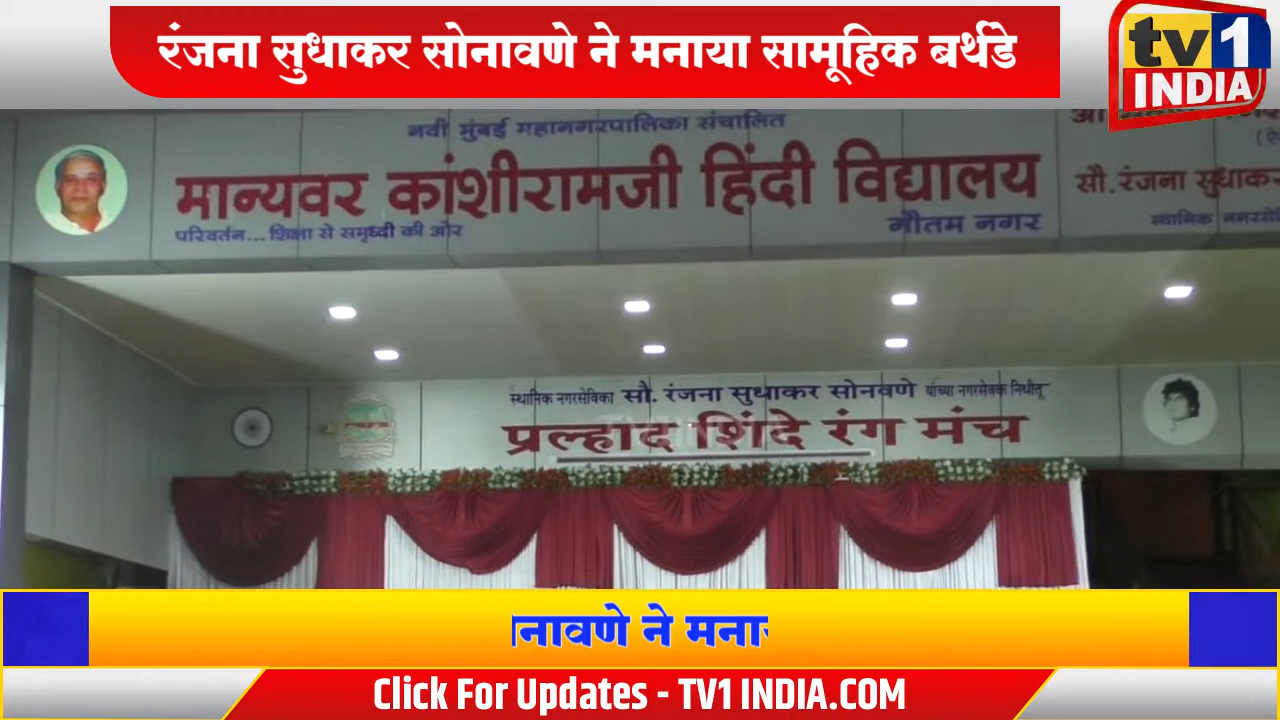 रंजना सुधाकर सोनावणे ने मनाया सामूहिक बर्थडे
tv1
INDIA
नवी मुंबई महानगरपालिका संचालित
मान्यवर कांशीरामजी हिंदी विद्यालय
परिवर्तन... शिक्षा से समृध्दी की ओर
गौतम नगर
सौ. रंजना सुधाकर
स्थानिक
स्थानिक नगरसेविका सौ. रंजना सुधाकर सोनवणे यांच्या नगरसेवक निधीतू
प्रल्हाद शिंदे रंग मंच
नावणे ने मना
Click For Updates - TV1 INDIA.COM